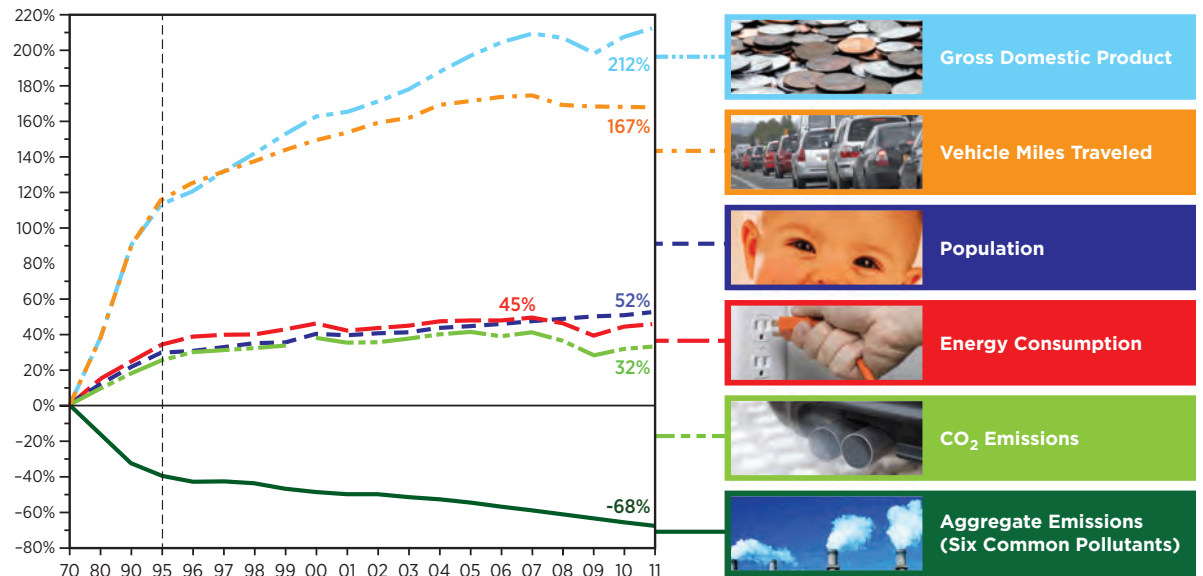 220%
200%
180%
160%
140%
120%
100%
80%
60%
40%
20%
0%
−20%
−40%
−60%
−80%
70 80 90 95 96 97 98 99 00 01 02 03 04 05 06 07 08 09 10 11
212%
167%
45%
52%
32%
-68%
Gross Domestic Product
Vehicle Miles Traveled
Population
Energy Consumption
CO₂ Emissions
Aggregate Emissions
(Six Common Pollutants)